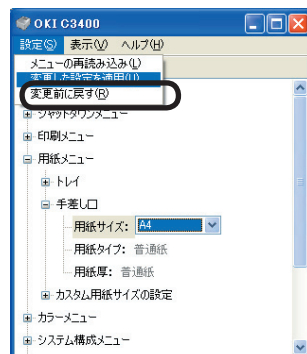 OKI C3400
設定(S) 表示(V) ヘルプ(H)
メニューの再読み込み(L)
変更した設定を適用(U)
変更前に戻す(R)
シャットダウンメニュー
印刷メニュー
用紙メニュー
トレイ
手差し口
用紙サイズ: A4
用紙タイプ: 普通紙
用紙厚: 普通紙
カスタム用紙サイズの設定
カラーメニュー
システム構成メニュー